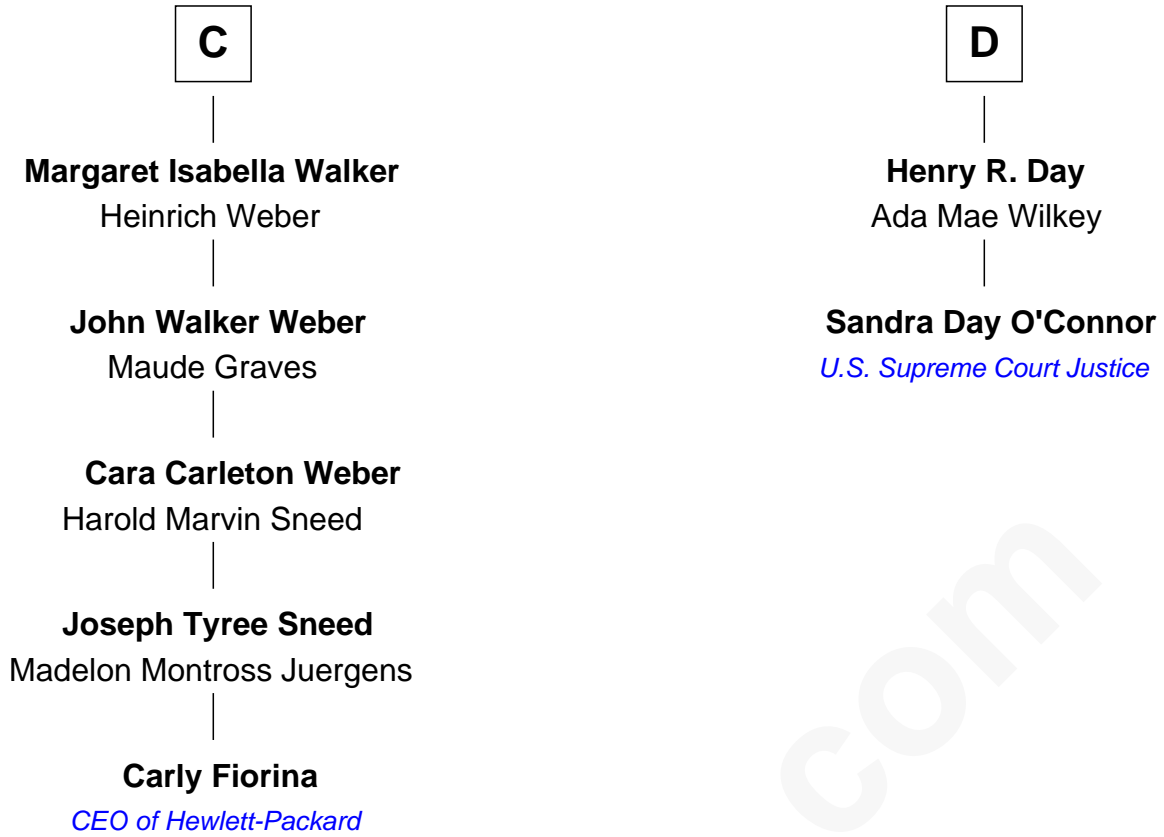 C
Margaret Isabella Walker
Heinrich Weber
John Walker Weber
Maude Graves
Cara Carleton Weber
Harold Marvin Sneed
Joseph Tyree Sneed
Madelon Montross Juergens
Carly Fiorina
CEO of Hewlett-Packard
D
Henry R. Day
Ada Mae Wilkey
Sandra Day O'Connor
U.S. Supreme Court Justice
com